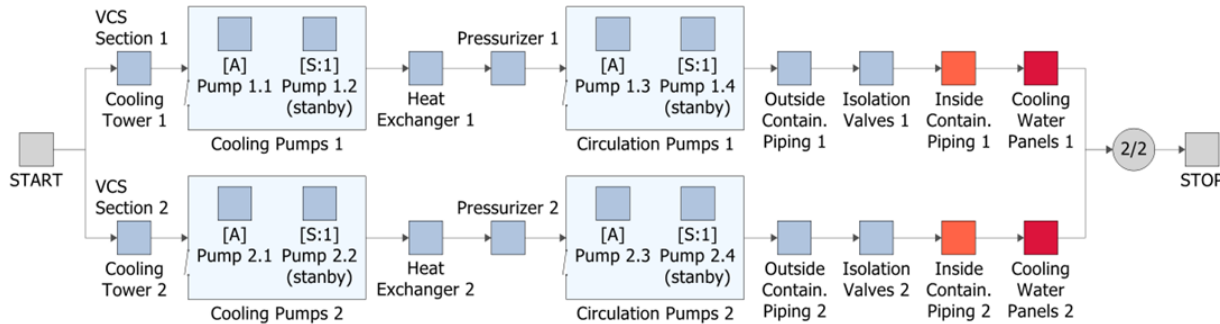 VCS
Section 1
Cooling
Tower 1
[A]
Pump 1.1
[S:1]
Pump 1.2
(stanby)
Cooling Pumps 1
Heat
Exchanger 1
Pressurizer 1
[A]
Pump 1.3
[S:1]
Pump 1.4
(stanby)
Circulation Pumps 1
Outside
Contain.
Piping 1
Isolation
Valves 1
Inside
Contain.
Piping 1
Cooling
Water
Panels 1
START
2/2
STOP
VCS
Section 2
Cooling
Tower 2
[A]
Pump 2.1
[S:1]
Pump 2.2
(stanby)
Cooling Pumps 2
Heat
Exchanger 2
Pressurizer 2
[A]
Pump 2.3
[S:1]
Pump 2.4
(stanby)
Circulation Pumps 2
Outside
Contain.
Piping 2
Isolation
Valves 2
Inside
Contain.
Piping 2
Cooling
Water
Panels 2